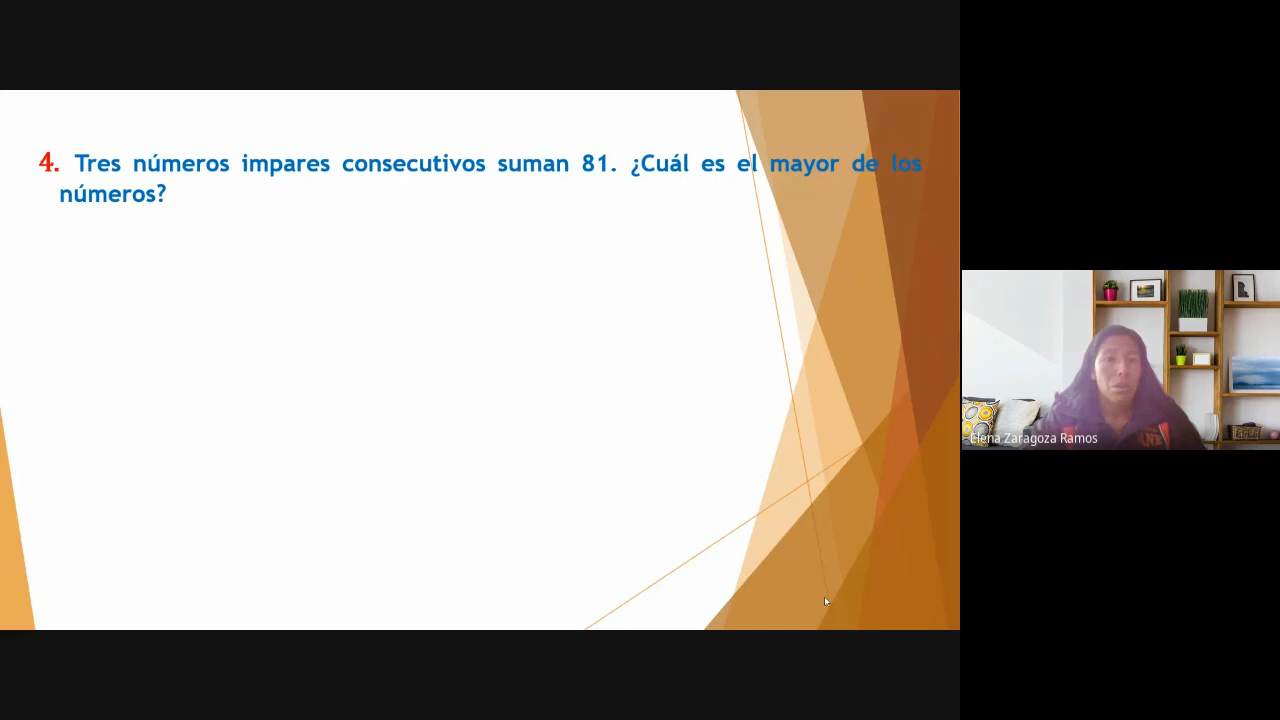 4. Tres números impares consecutivos suman 81. ¿Cuál es el mayor de los
números?
Elena Zaragoza Ramos